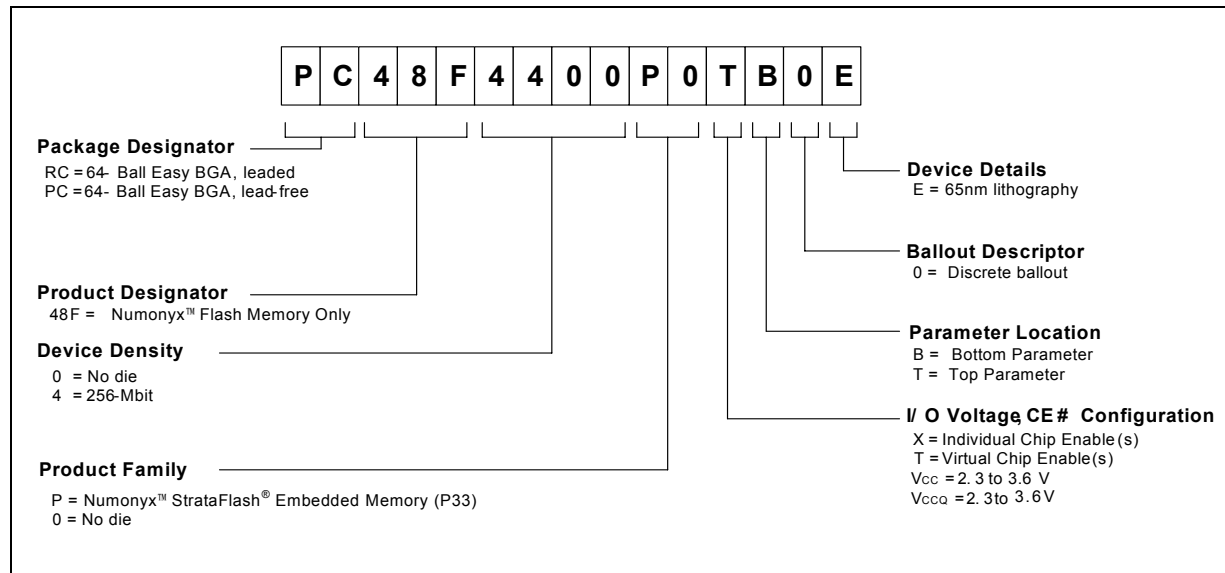 P C 4 8 F 4 4 0 0 P 0 T B 0 E
Package Designator
RC = 64- Ball Easy BGA, leaded
PC = 64- Ball Easy BGA, lead-free
Product Designator
48F = Numonyx™ Flash Memory Only
Device Density
0 = No die
4 = 256-Mbit
Product Family
P = Numonyx™ StrataFlash® Embedded Memory (P33)
0 = No die
Device Details
E = 65nm lithography
Ballout Descriptor
0 = Discrete ballout
Parameter Location
B = Bottom Parameter
T = Top Parameter
I/ O Voltage, CE # Configuration
X = Individual Chip Enable(s)
T = Virtual Chip Enable(s)
VCC = 2. 3 to 3.6 V
VCCQ = 2. 3 to 3.6 V